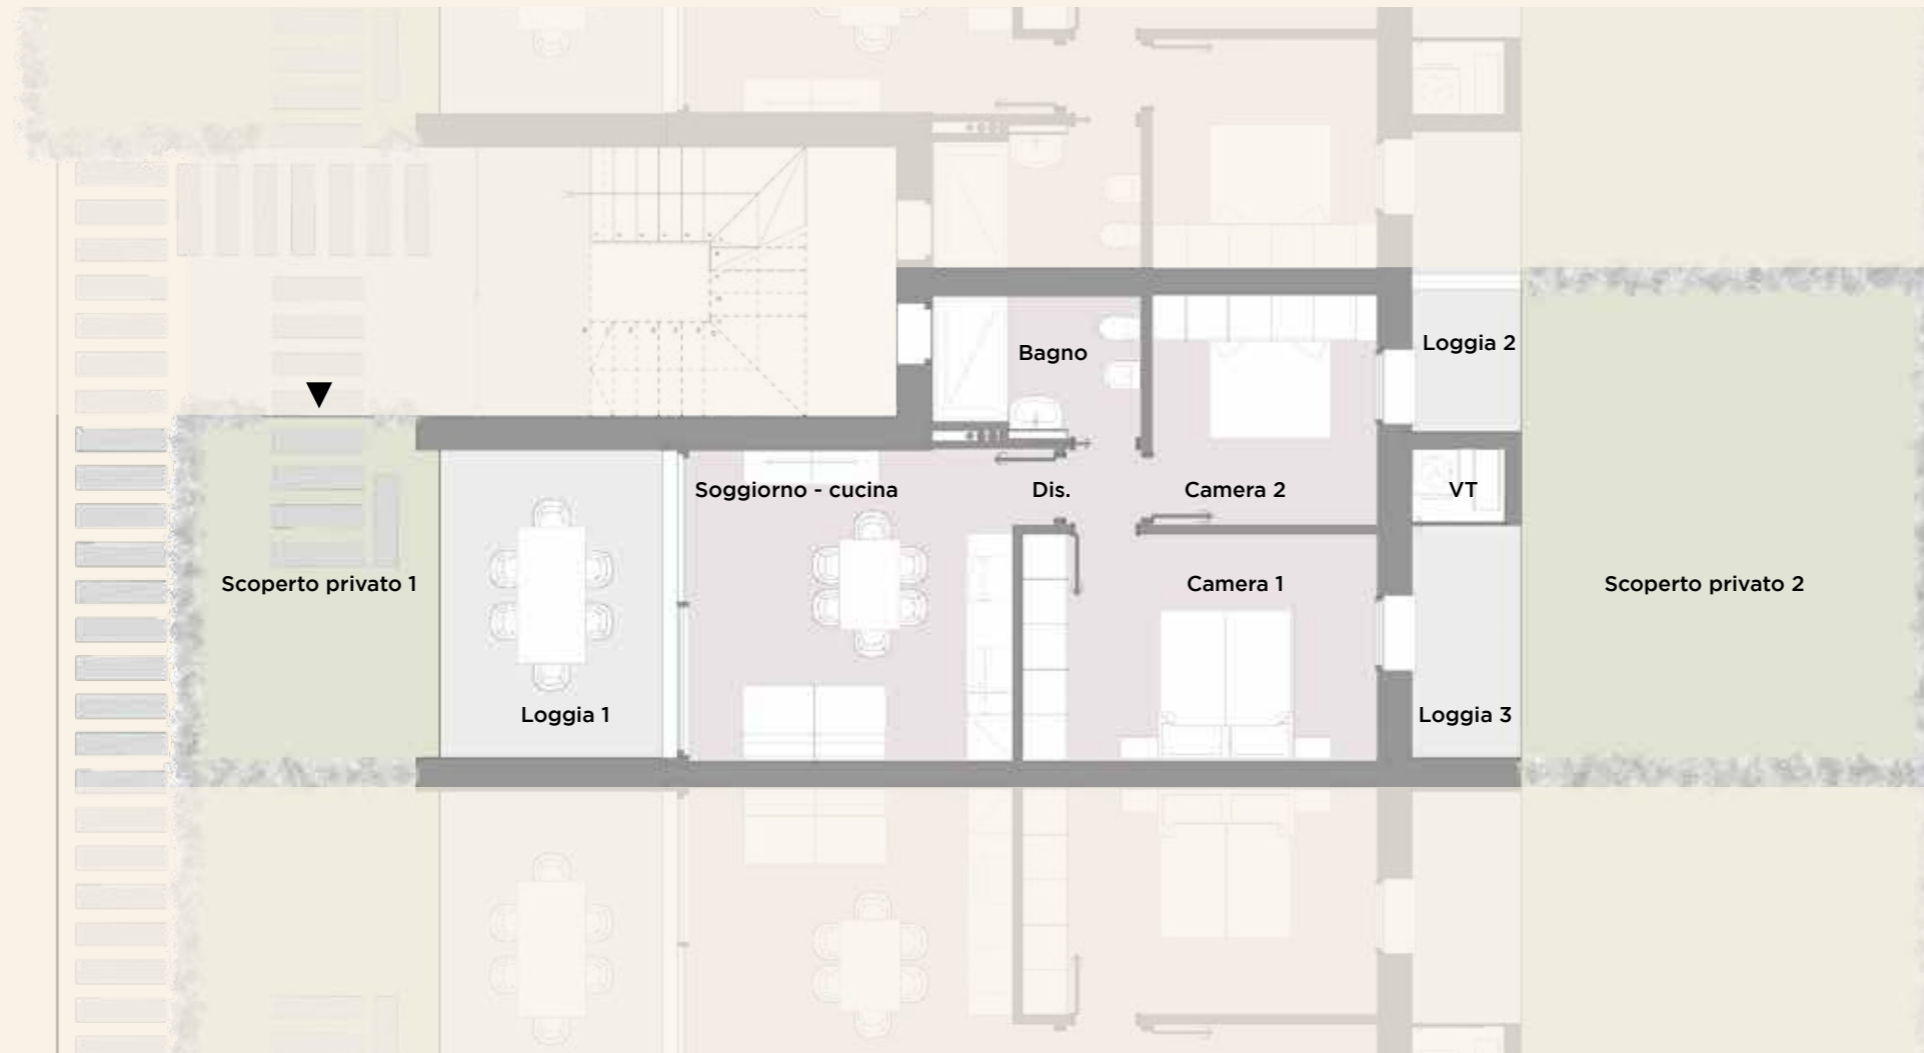 Loggia 2
Bagno
Soggiorno - cucina
Dis.
Camera 2
VT
Scoperto privato 1
Camera 1
Scoperto privato 2
Loggia 1
Loggia 3